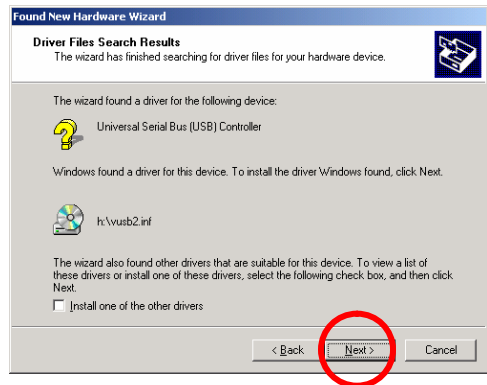 Found New Hardware Wizard
Driver Files Search Results
The wizard has finished searching for driver files for your hardware device.
The wizard found a driver for the following device:
Universal Serial Bus (USB) Controller
Windows found a driver for this device. To install the driver Windows found, click Next.
h:\vusb2.inf
The wizard also found other drivers that are suitable for this device. To view a list of
these drivers or install one of these drivers, select the following check box, and then click
Next.
Install one of the other drivers
< Back Next > Cancel